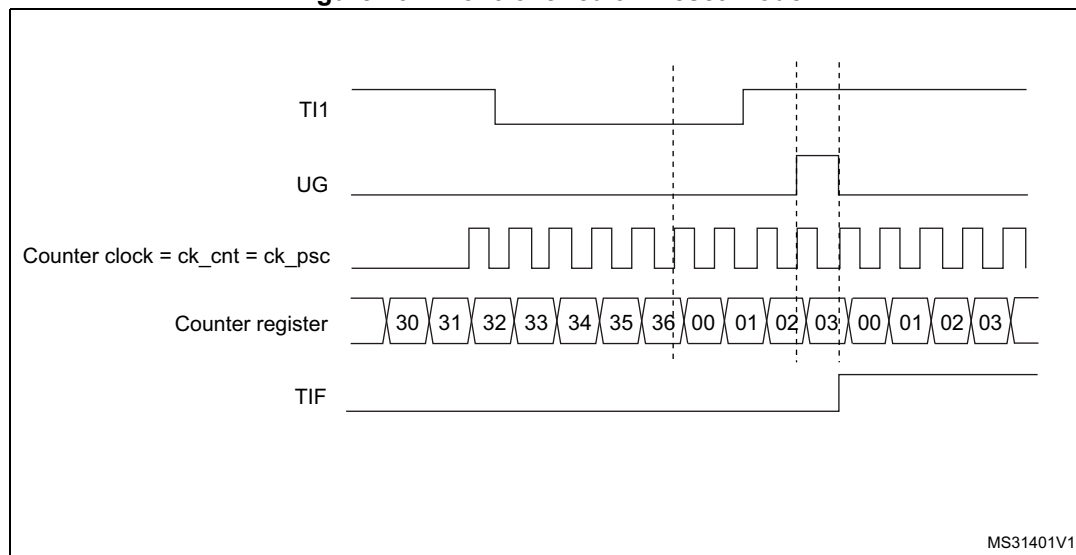 TI1
UG
Counter clock = ck_cnt = ck_psc
Counter register
30 31 32 33 34 35 36 00 01 02 03 00 01 02 03
TIF
MS31401V1